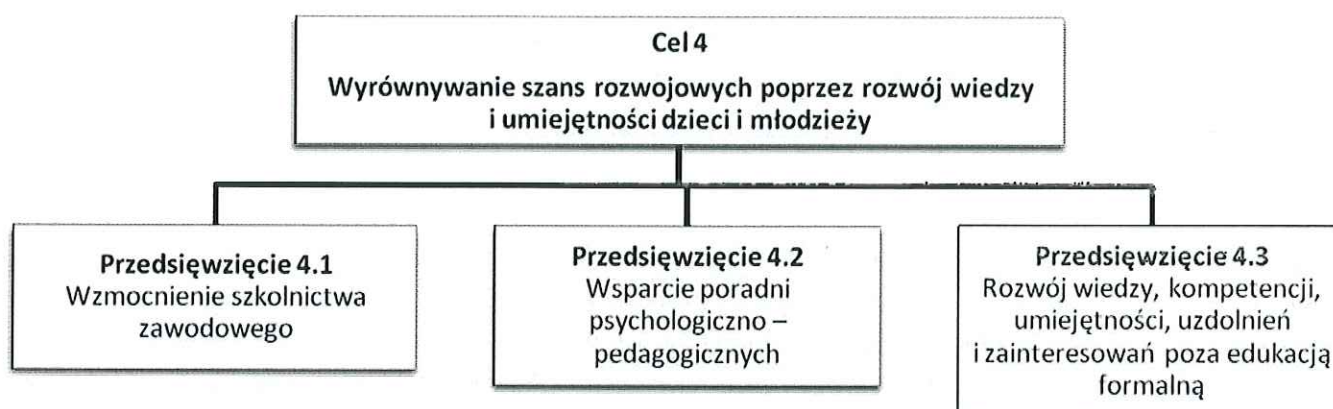 Cel 4
Wyrównywanie szans rozwojowych poprzez rozwój wiedzy
i umiejętności dzieci i młodzieży
Przedsięwzięcie 4.1
Wzmocnienie szkolnictwa
zawodowego
Przedsięwzięcie 4.2
Wsparcie poradni
psychologiczno –
pedagogicznych
Przedsięwzięcie 4.3
Rozwój wiedzy, kompetencji,
umiejętności, uzdolnień
i zainteresowań poza edukacją
formalną